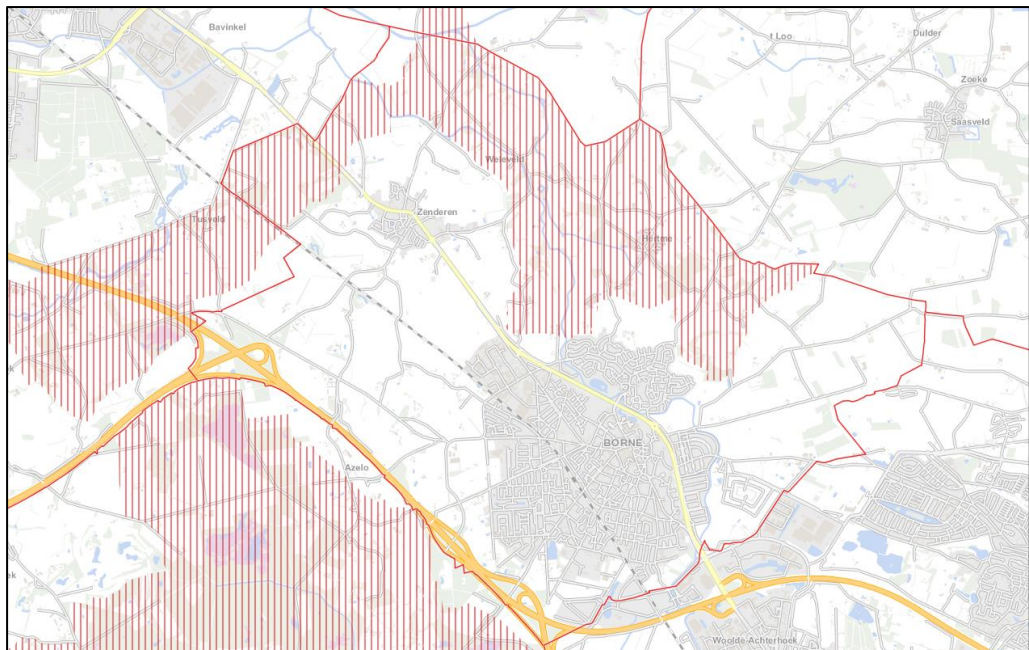 Bavinkel
t Loo
Dulder
Zoeke
Saasveld
Weleveld
Tusveld
Zenderen
Hertme
BORNE
Azelo
Woolde-Achterhoek